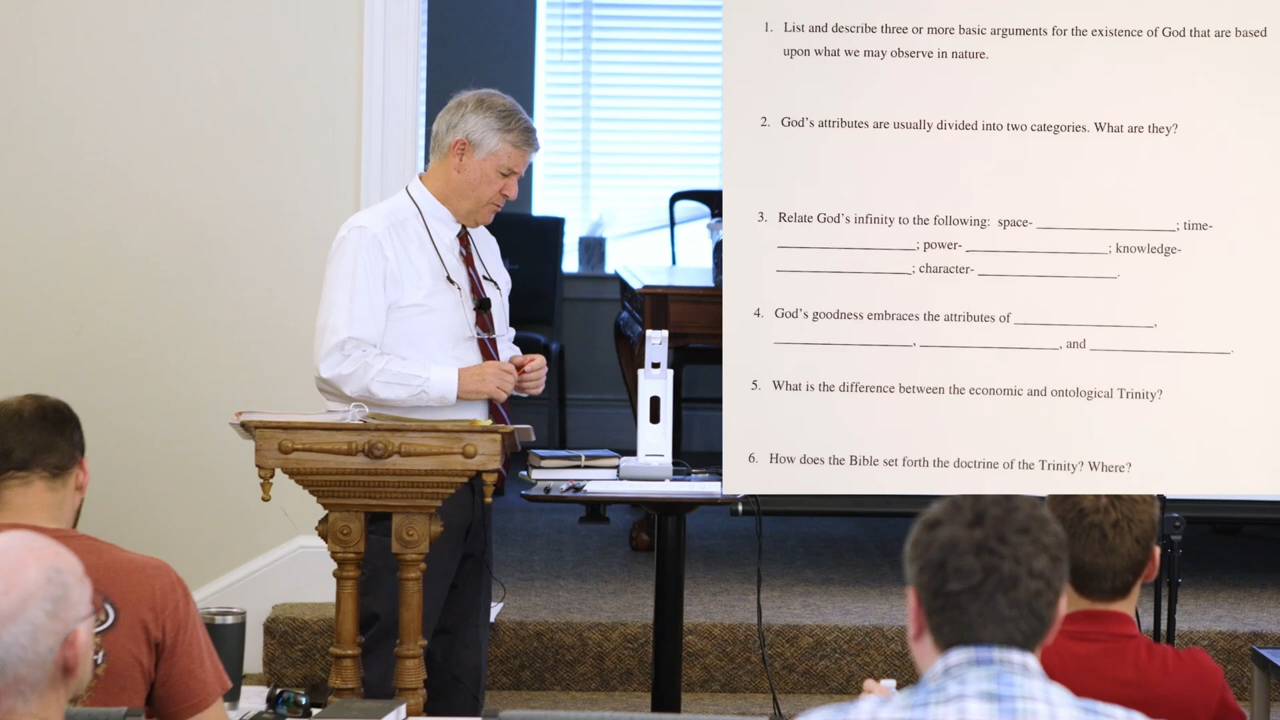 1. List and describe three or more basic arguments for the existence of God that are based
upon what we may observe in nature.
2. God's attributes are usually divided into two categories. What are they?
3. Relate God's infinity to the following: space- ____________________; time-
____________________; power- ____________________; knowledge-
____________________; character- ____________________.
4. God's goodness embraces the attributes of ____________________,
____________________, ____________________, and ____________________.
5. What is the difference between the economic and ontological Trinity?
6. How does the Bible set forth the doctrine of the Trinity? Where?